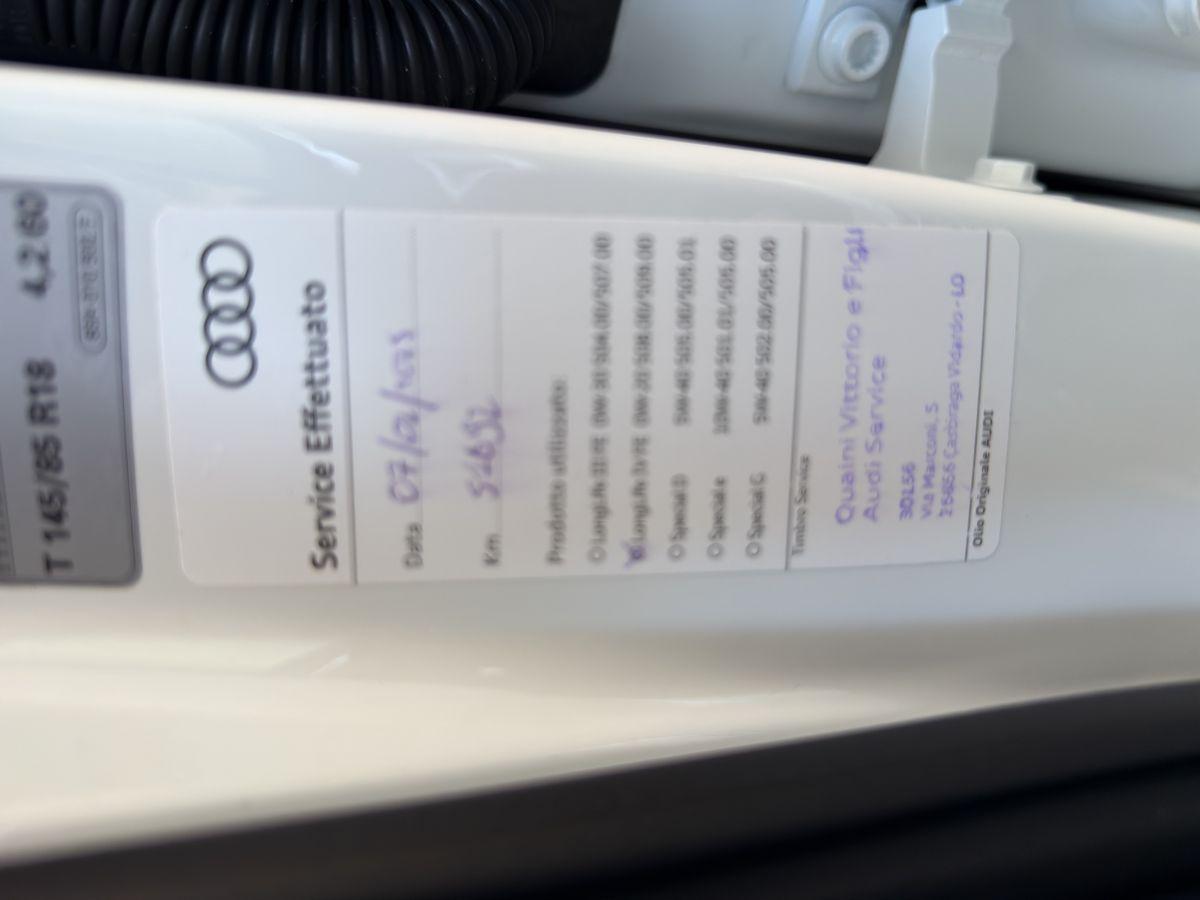 T 145/85 R18 4,2 60
Service Effettuato
Data 07/02/2023
Km
Prodotto utilizzato:
LongLife III FE 0W-30 504.00/507.00
LongLife IV FE 0W-20 508.00/509.00
Special D 5W-40 505.00/505.01
Special 10W-40 501.01/505.00
Special G 5W-40 502.00/505.00
Timbro Service
Quaini Vittorio e Figli
Audi Service
30156
Via Marconi, 5
Vidardo - LO
Olio Originale AUDI